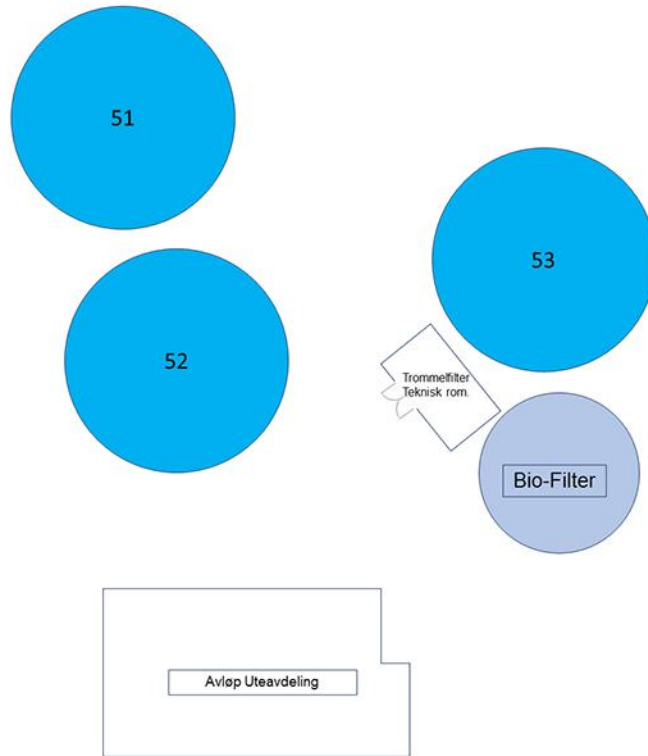 51
53
52
Trommelfilter
Teknisk rom.
Bio-Filter
Avløp Uteavdeling